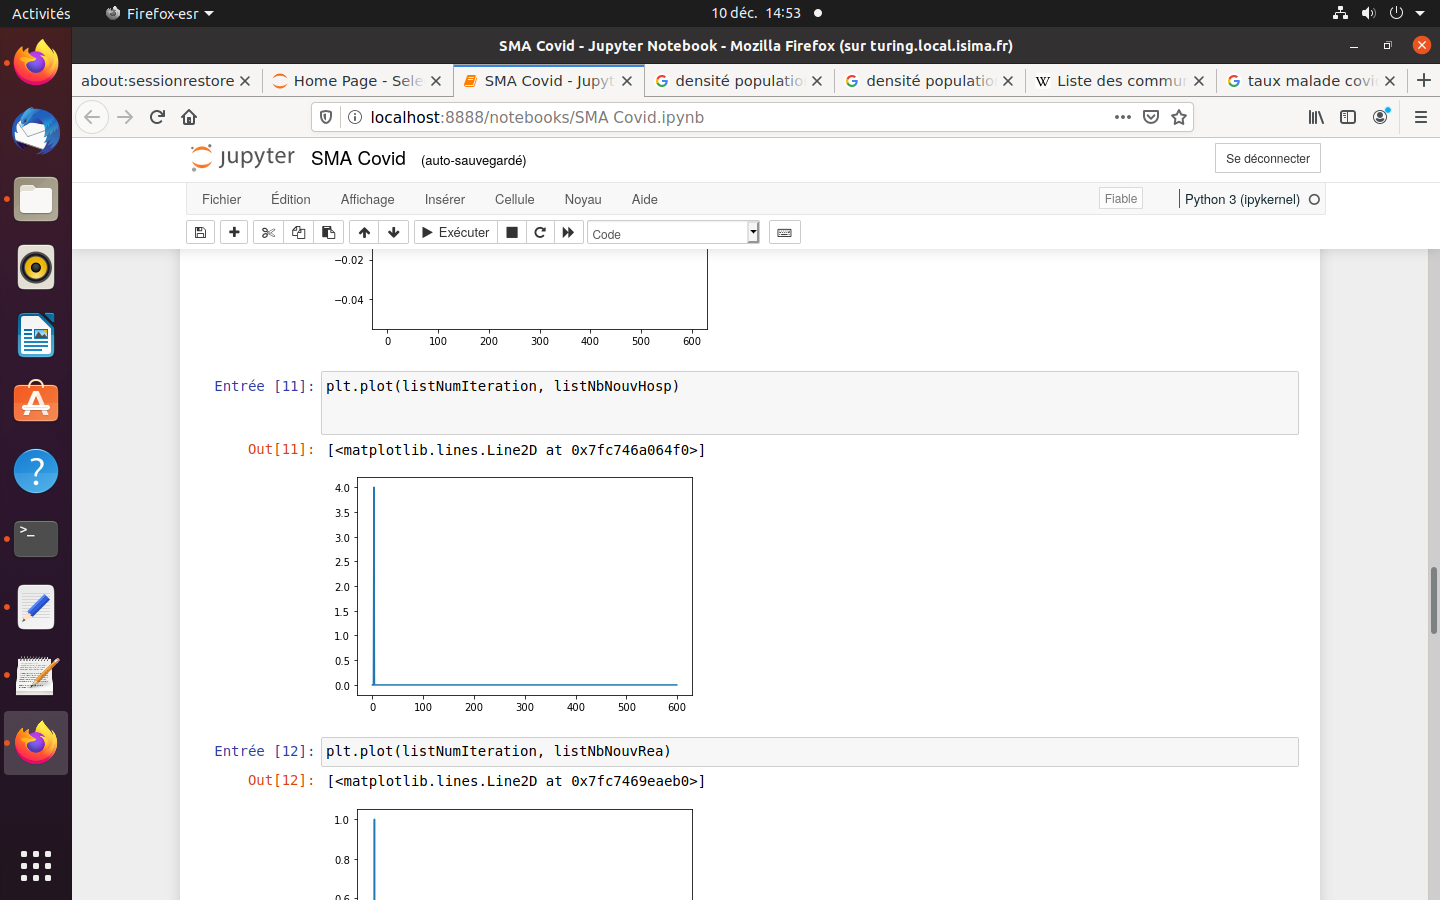 Activités
Firefox-esr
10 déc. 14:53
SMA Covid - Jupyter Notebook - Mozilla Firefox (sur turing.local.isima.fr)
about:sessionrestore
Home Page - Sele
SMA Covid - Jupyt
densité populatio
densité populatio
Liste des commu
taux malade covi
localhost:8888/notebooks/SMA Covid.ipynb
jupyter
SMA Covid
(auto-sauvegardé)
Se déconnecter
Fichier
Édition
Affichage
Insérer
Cellule
Noyau
Aide
Fiable
Python 3 (ipykernel)
Exécuter
Code
−0.02
−0.04
0 100 200 300 400 500 600
Entrée [11]: plt.plot(listNumIteration, listNbNouvHosp)
Out[11]: [<matplotlib.lines.Line2D at 0x7fc746a064f0>]
4.0
3.5
3.0
2.5
2.0
1.5
1.0
0.5
0.0
0 100 200 300 400 500 600
Entrée [12]: plt.plot(listNumIteration, listNbNouvRea)
Out[12]: [<matplotlib.lines.Line2D at 0x7fc7469eaeb0>]
1.0
0.8
0.6